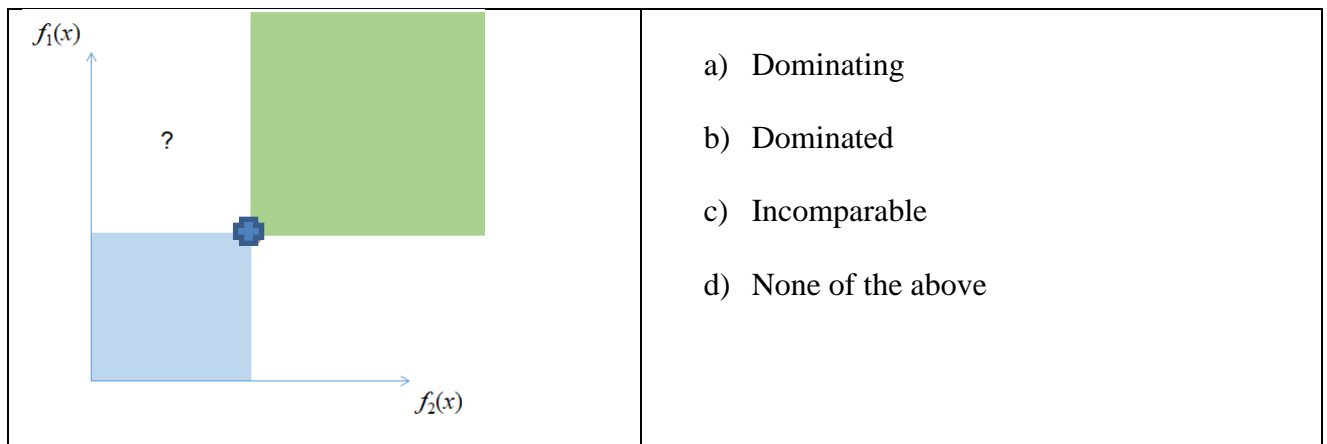 f₁(x)
?
f₂(x)
a) Dominating
b) Dominated
c) Incomparable
d) None of the above